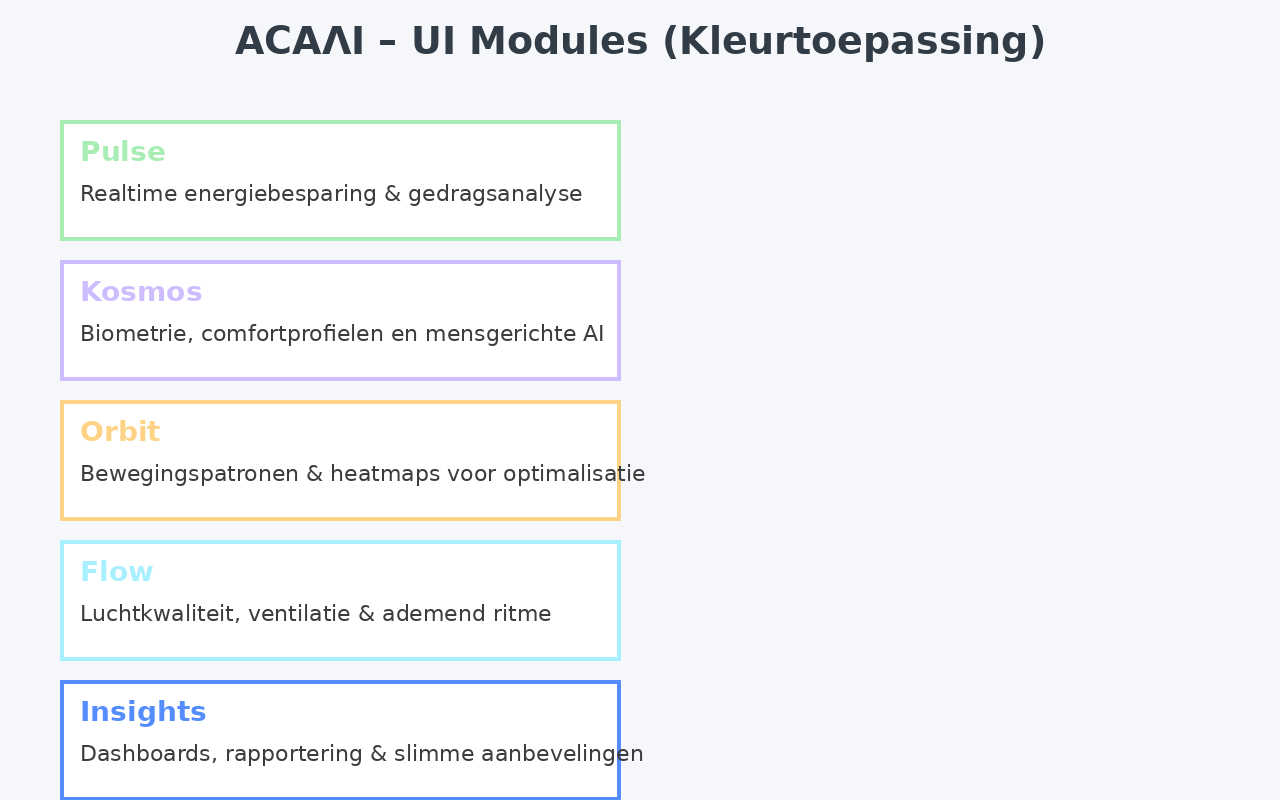 ACAΛI – UI Modules (Kleurtoepassing)
Pulse
Realtime energiebesparing & gedragsanalyse
Kosmos
Biometrie, comfortprofielen en mensgerichte AI
Orbit
Bewegingspatronen & heatmaps voor optimalisatie
Flow
Luchtkwaliteit, ventilatie & ademend ritme
Insights
Dashboards, rapportering & slimme aanbevelingen